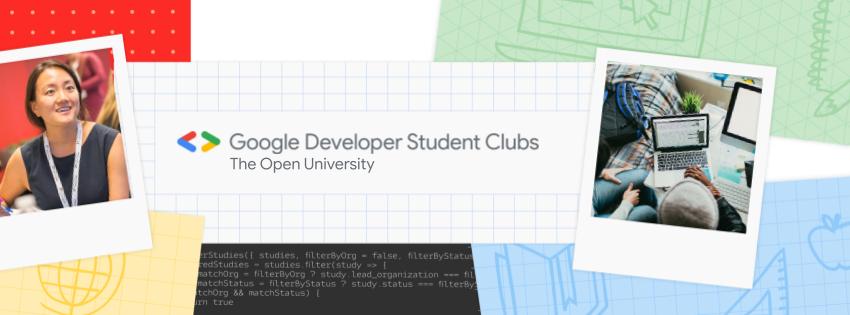 Google Developer Student Clubs
The Open University
erStudies([ studies, filterByOrg = false, filterByStatus
redStudies = studies.filter(study => [
matchOrg = filterByOrg ? study.lead_organization === fil
matchStatus = filterByStatus ? study.status === filterBy
tchOrg && matchStatus) [
urn true